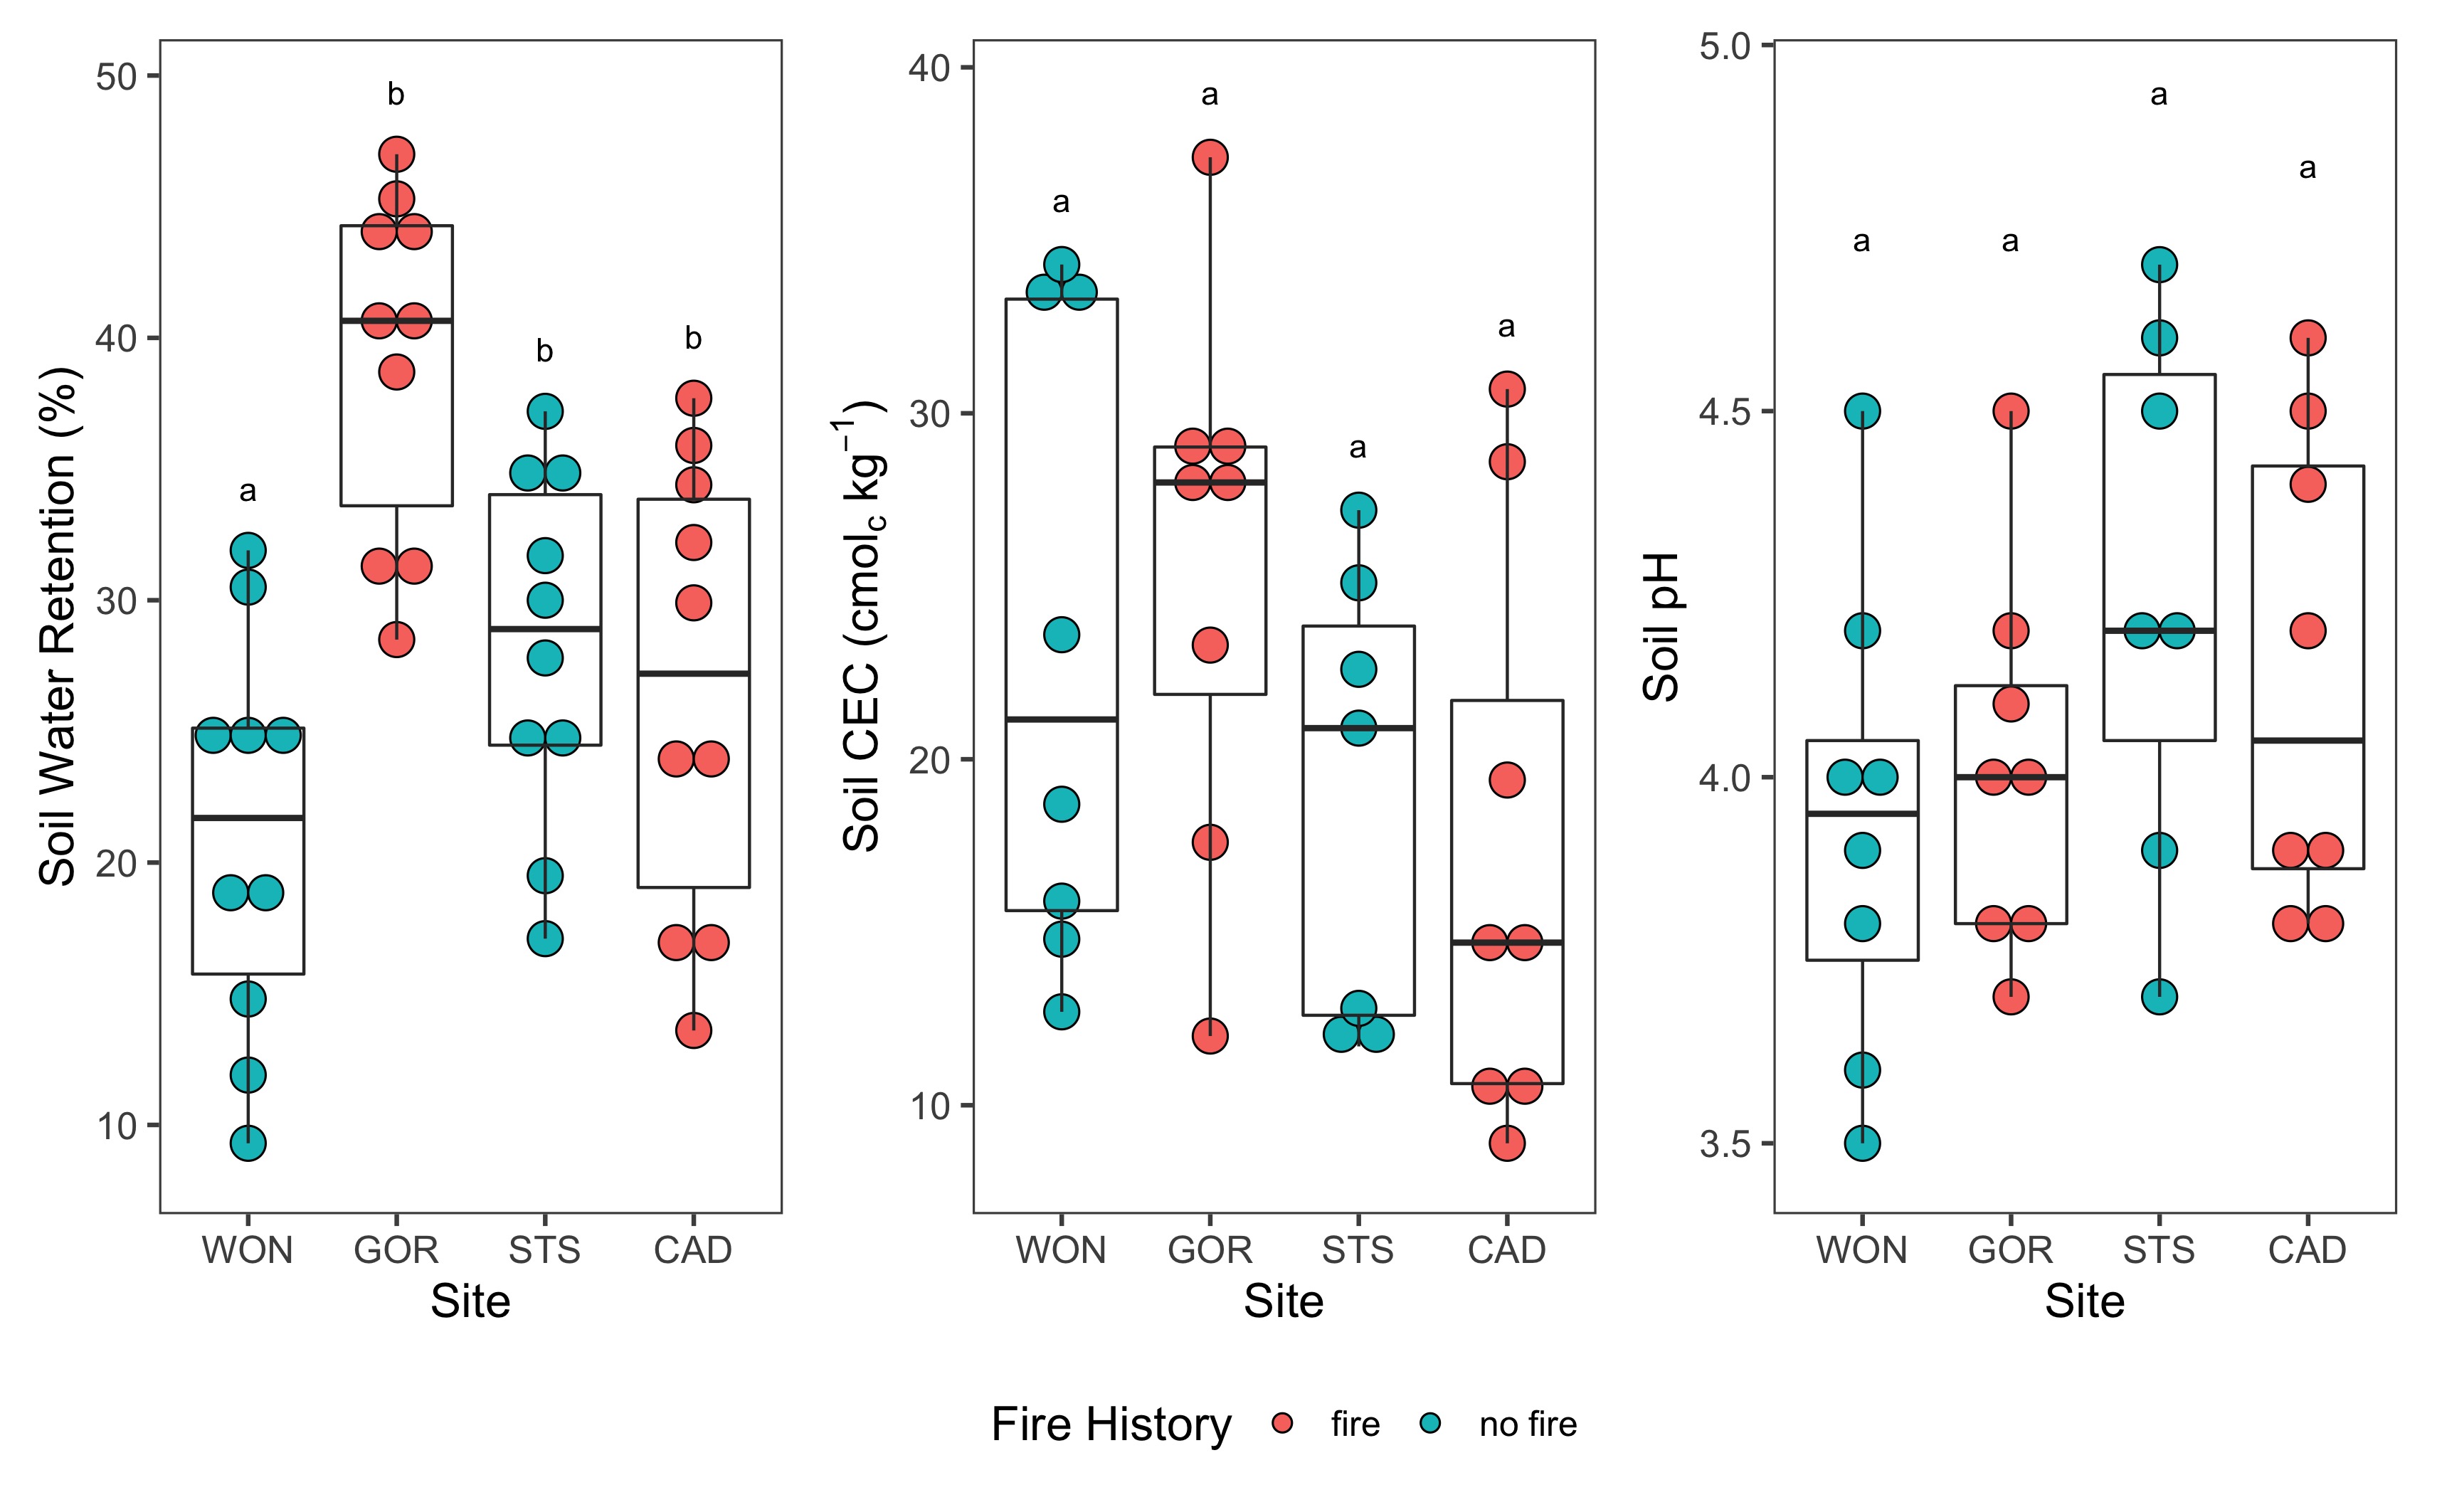 Soil Water Retention (%)
50
40
30
20
10
a
b
b
b
WON GOR STS CAD
Site
Soil CEC (cmolc kg−1)
40
30
20
10
a
a
a
a
WON GOR STS CAD
Site
Soil pH
5.0
4.5
4.0
3.5
a
a
a
a
WON GOR STS CAD
Site
Fire History fire no fire